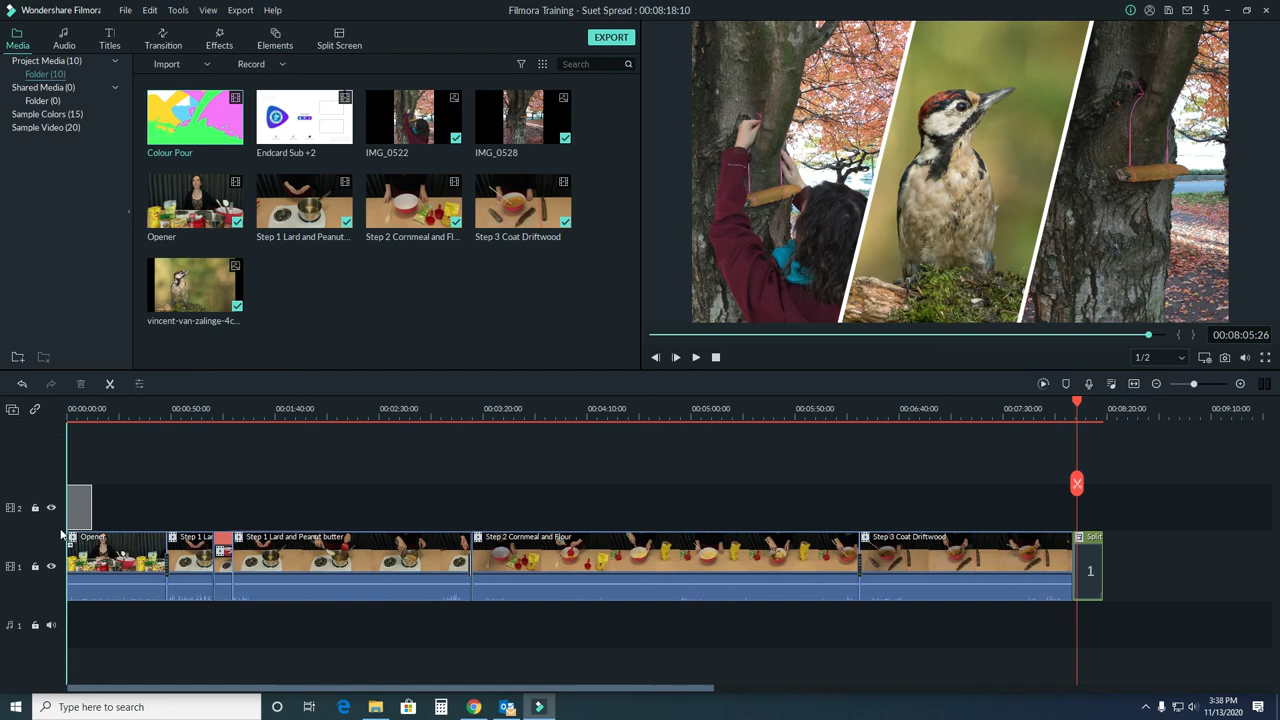 Wondershare Filmora
File Edit Tools View Export Help
Filmora Training - Suet Spread : 00:08:18:10
Media Audio Titles Transition Effects Elements Split Screen
EXPORT
Project Media (10)
Folder (10)
Shared Media (0)
Folder (0)
Sample Colors (15)
Sample Video (20)
Import Record Search
Colour Pour
Endcard Sub +2
IMG_0522
IMG_0528
Opener
Step 1 Lard and Peanut...
Step 2 Cornmeal and Fl...
Step 3 Coat Driftwood
vincent-van-zalinge-4c...
00:08:05:26
1/2
00:00:00:00 00:00:50:00 00:01:40:00 00:02:30:00 00:03:20:00 00:04:10:00 00:05:00:00 00:05:50:00 00:06:40:00 00:07:30:00 00:08:20:00 00:09:10:00
2
Opener Step 1 Lar Step 1 Lard and Peanut butter Step 2 Cornmeal and Flour Step 3 Coat Driftwood Split
1
1
1
Type here to search
3:38 PM
11/13/2020